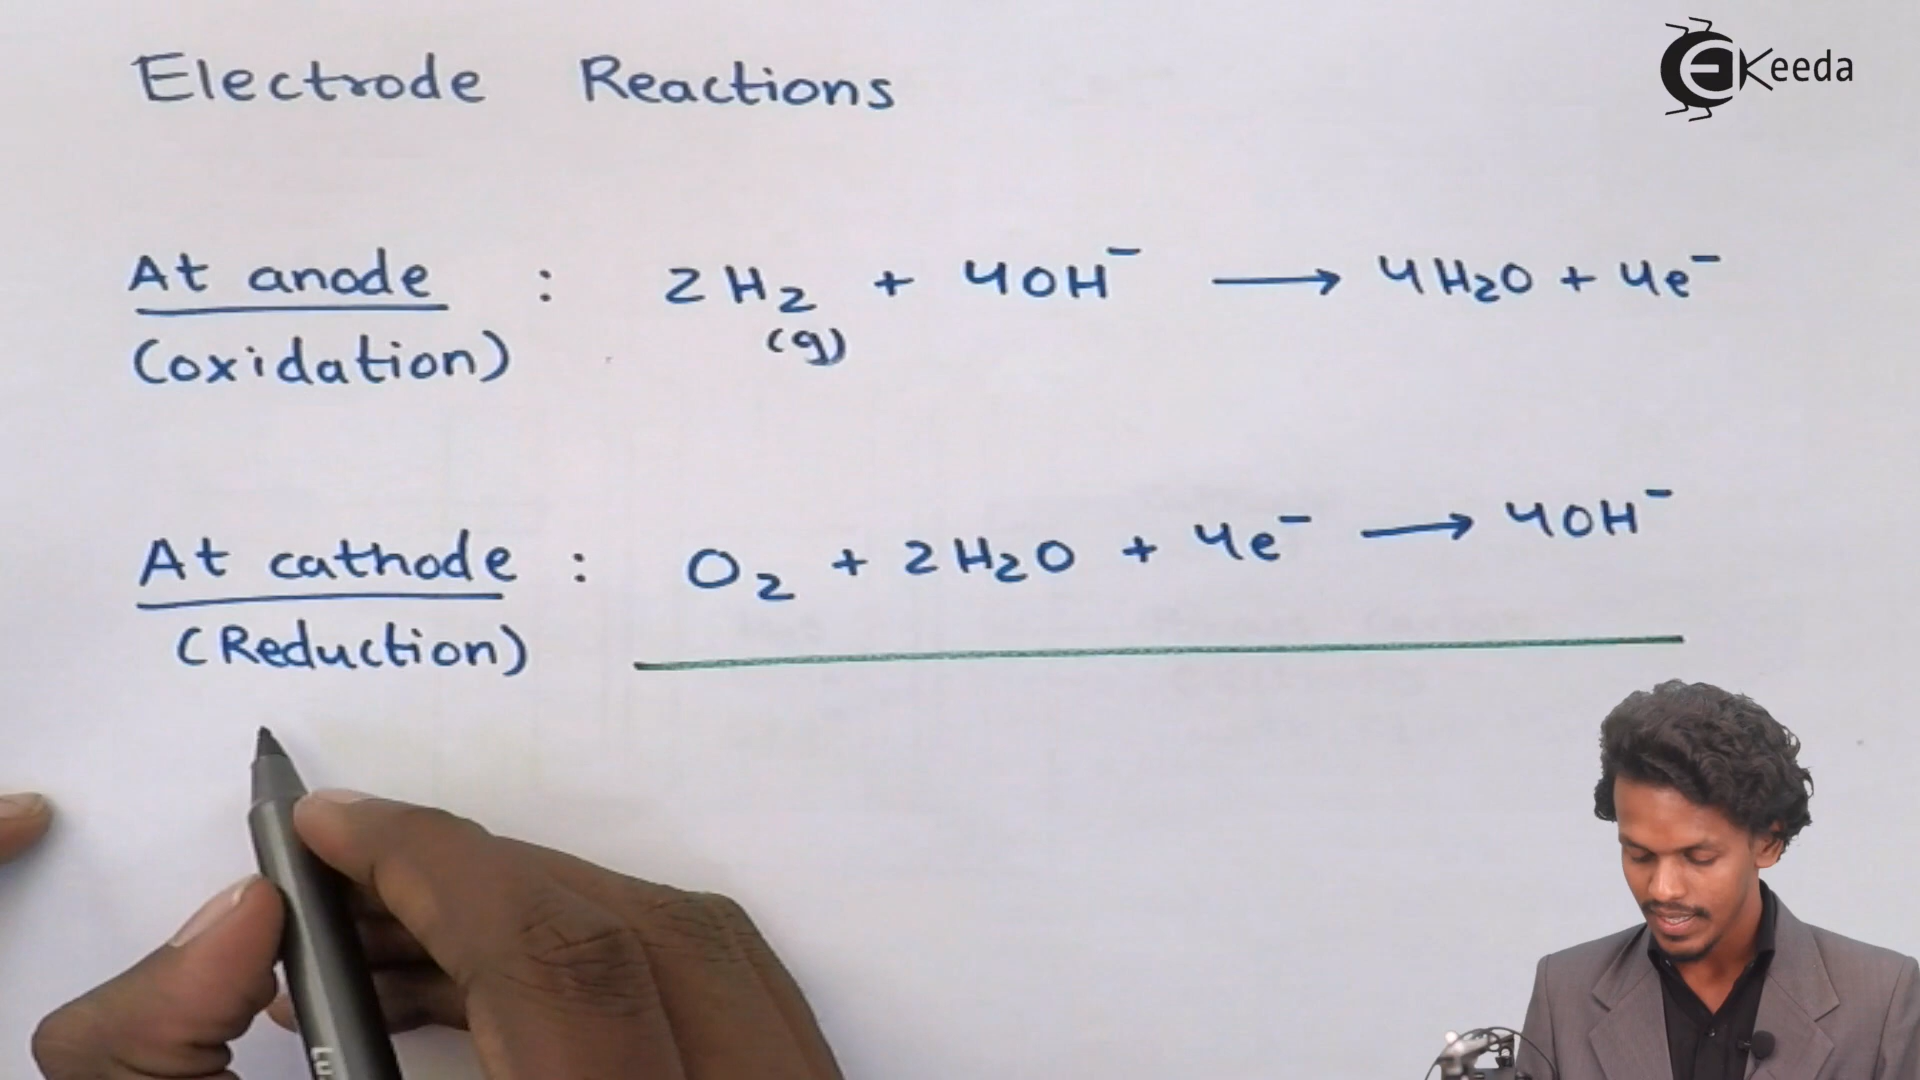 Electrode Reactions
EKeeda
At anode : 2H₂ + 4OH⁻ ⟶ 4H₂O + 4e⁻
(g)
(oxidation)
At cathode : O₂ + 2H₂O + 4e⁻ ⟶ 4OH⁻
(Reduction)